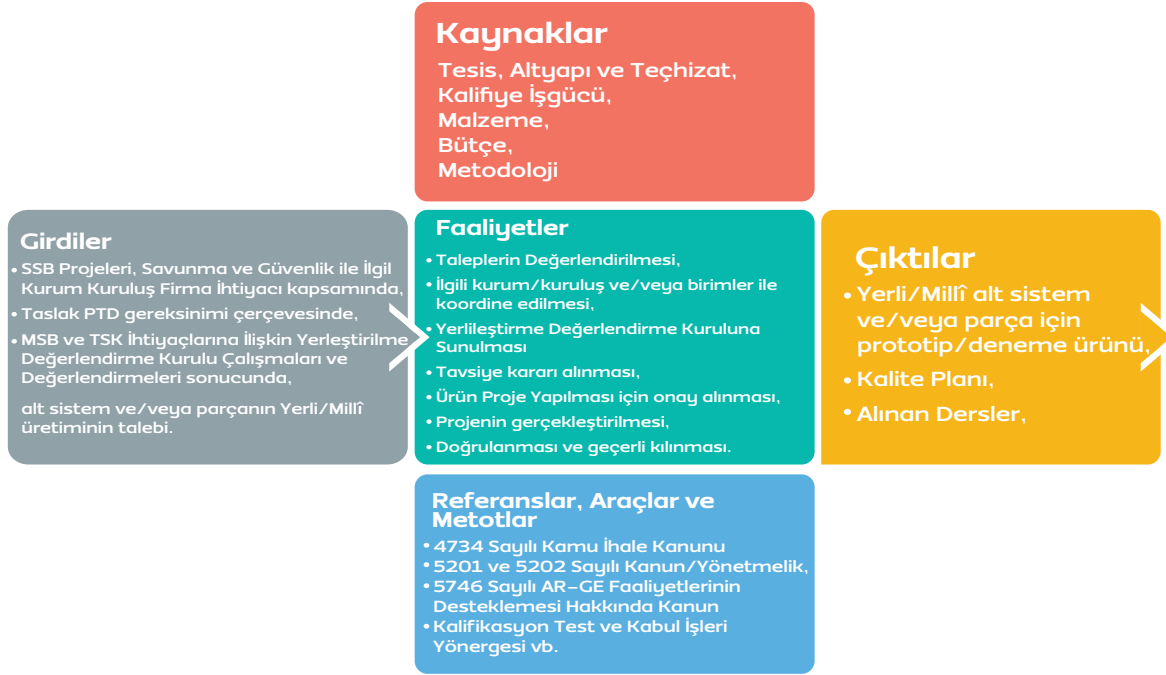 Kaynaklar
Tesis, Altyapı ve Teçhizat,
Kalifiye İşgücü,
Malzeme,
Bütçe,
Metodoloji
Girdiler
• SSB Projeleri, Savunma ve Güvenlik ile İlgil
Kurum Kuruluş Firma İhtiyacı kapsamında,
• Taslak PTD gereksinimi çerçevesinde,
• MSB ve TSK İhtiyaçlarına İlişkin Yerleştirilme
Değerlendirme Kurulu Çalışmaları ve
Değerlendirmeleri sonucunda,
alt sistem ve/veya parçanın Yerli/Millî
üretiminin talebi.
Faaliyetler
• Taleplerin Değerlendirilmesi,
• İlgili kurum/kuruluş ve/veya birimler ile
koordine edilmesi,
• Yerlileştirme Değerlendirme Kuruluna
Sunulması
• Tavsiye kararı alınması,
• Ürün Proje Yapılması için onay alınması,
• Projenin gerçekleştirilmesi,
• Doğrulanması ve geçerli kılınması.
Çıktılar
• Yerli/Millî alt sistem
ve/veya parça için
prototip/deneme ürünü,
• Kalite Planı,
• Alınan Dersler,
Referanslar, Araçlar ve
Metotlar
• 4734 Sayılı Kamu İhale Kanunu
• 5201 ve 5202 Sayılı Kanun/Yönetmelik,
• 5746 Sayılı AR-GE Faaliyetlerinin
Desteklemesi Hakkında Kanun
• Kalifikasyon Test ve Kabul İşleri
Yönergesi vb.